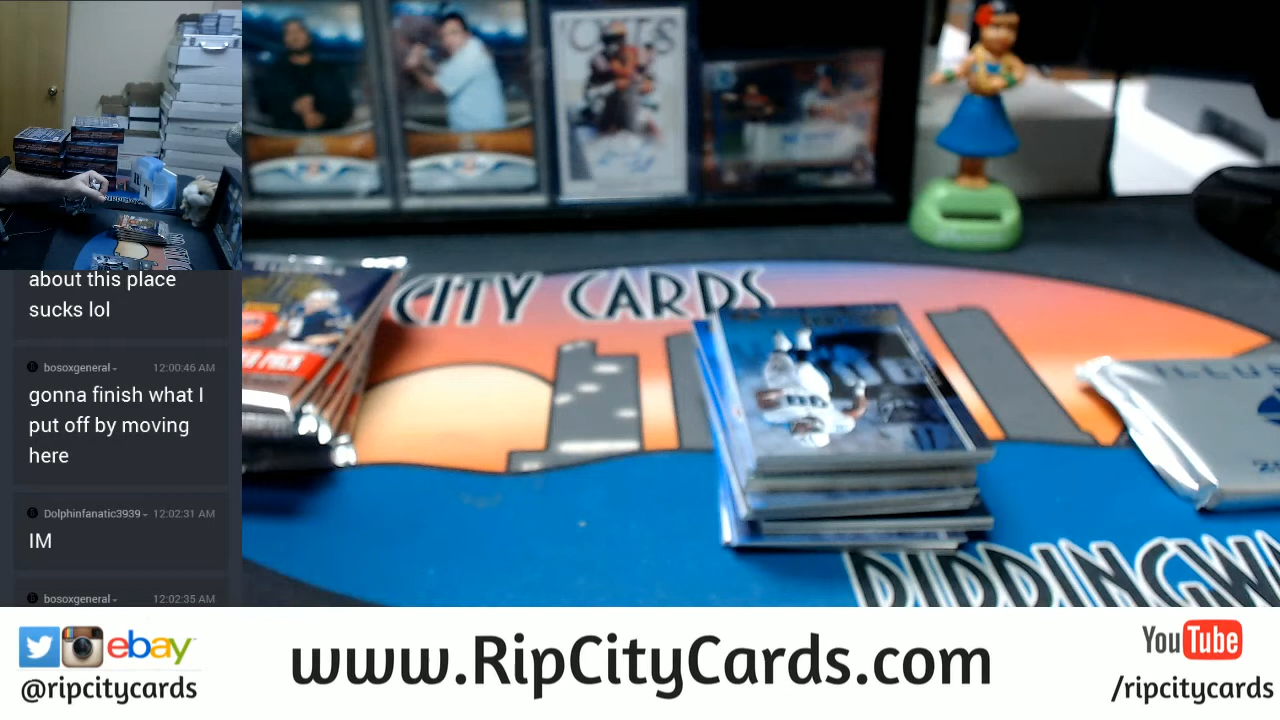 about this place
sucks lol
bosoxgeneral 12:00:46 AM
gonna finish what I
put off by moving
here
Dolphinfanatic3939 12:02:31 AM
IM
bosoxgeneral 12:02:35 AM
CITY CARDS
ebay
@ripcitycards
www.RipCityCards.com
YouTube
/ripcitycards